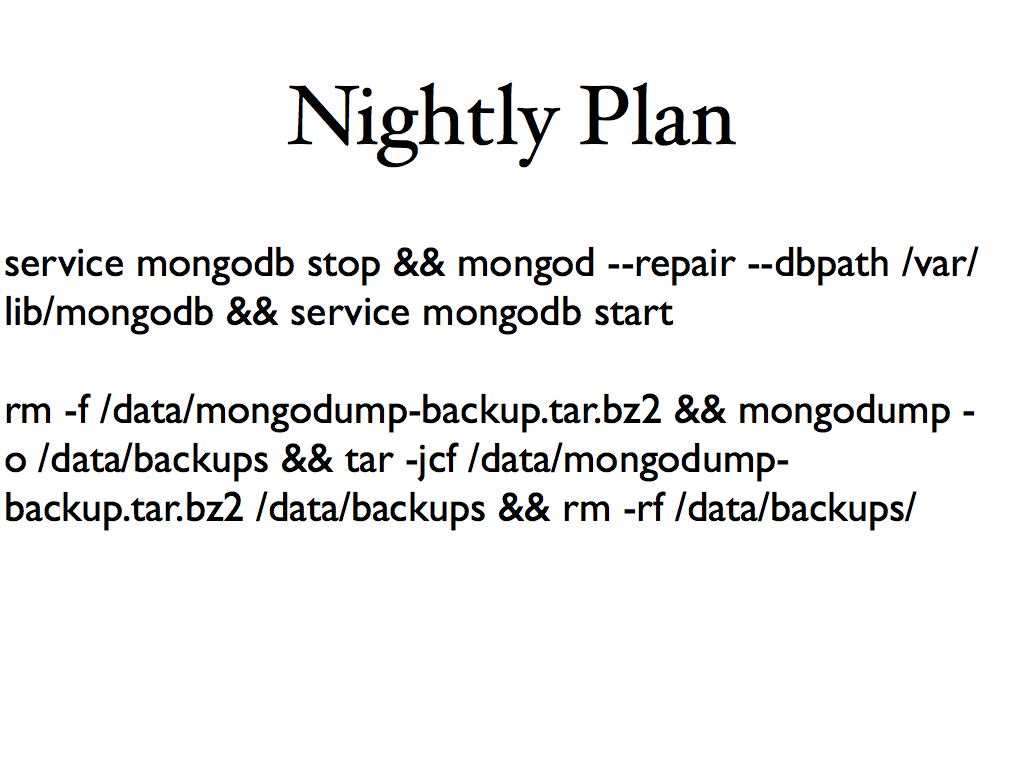 Nightly Plan
service mongodb stop && mongod --repair --dbpath /var/
lib/mongodb && service mongodb start
rm -f /data/mongodump-backup.tar.bz2 && mongodump -
o /data/backups && tar -jcf /data/mongodump-
backup.tar.bz2 /data/backups && rm -rf /data/backups/